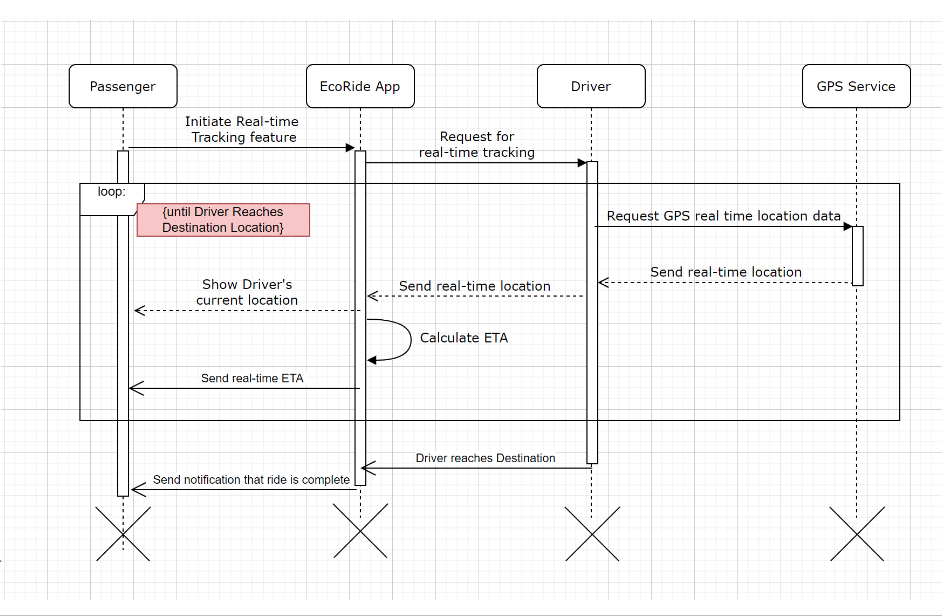 Passenger
EcoRide App
Driver
GPS Service
Initiate Real-time
Tracking feature
Request for
real-time tracking
loop:
{until Driver Reaches
Destination Location}
Request GPS real time location data
Send real-time location
Send real-time location
Show Driver's
current location
Calculate ETA
Send real-time ETA
Driver reaches Destination
Send notification that ride is complete